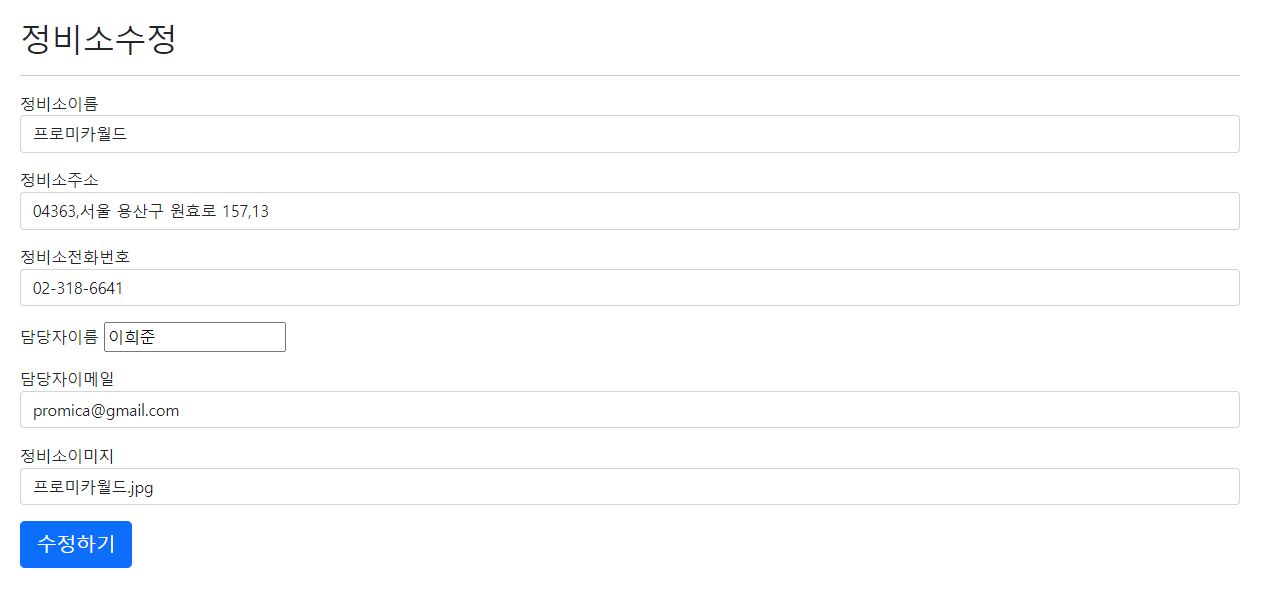 정비소수정
정비소이름
프로미카월드
정비소주소
04363,서울 용산구 원효로 157,13
정비소전화번호
02-318-6641
담당자이름 이희준
담당자이메일
promica@gmail.com
정비소이미지
프로미카월드.jpg
수정하기